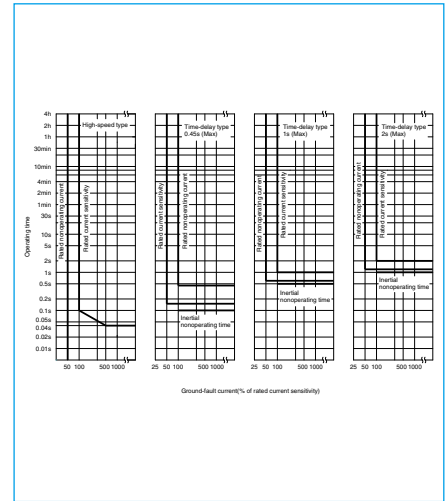 High-speed type
Time-delay type
0.45s (Max)
Time-delay type
1s (Max)
Time-delay type
2s (Max)
4h
2h
1h
30min
10min
4min
2min
1min
30s
10s
5s
2s
1s
0.5s
0.2s
0.1s
0.05s
0.04s
0.02s
0.01s
Operating time
Rated nonoperating current
Rated current sensitivity
Rated current sensitivity
Rated nonoperating current
Rated nonoperating current
Rated current sensitivity
Rated nonoperating current
Rated current sensitivity
Inertial
nonoperating time
Inertial
nonoperating time
Inertial
nonoperating time
50 100 500 1000
25 50 100 500 1000
25 50 100 500 1000
25 50 100 500 1000
Ground-fault current(% of rated current sensitivity)